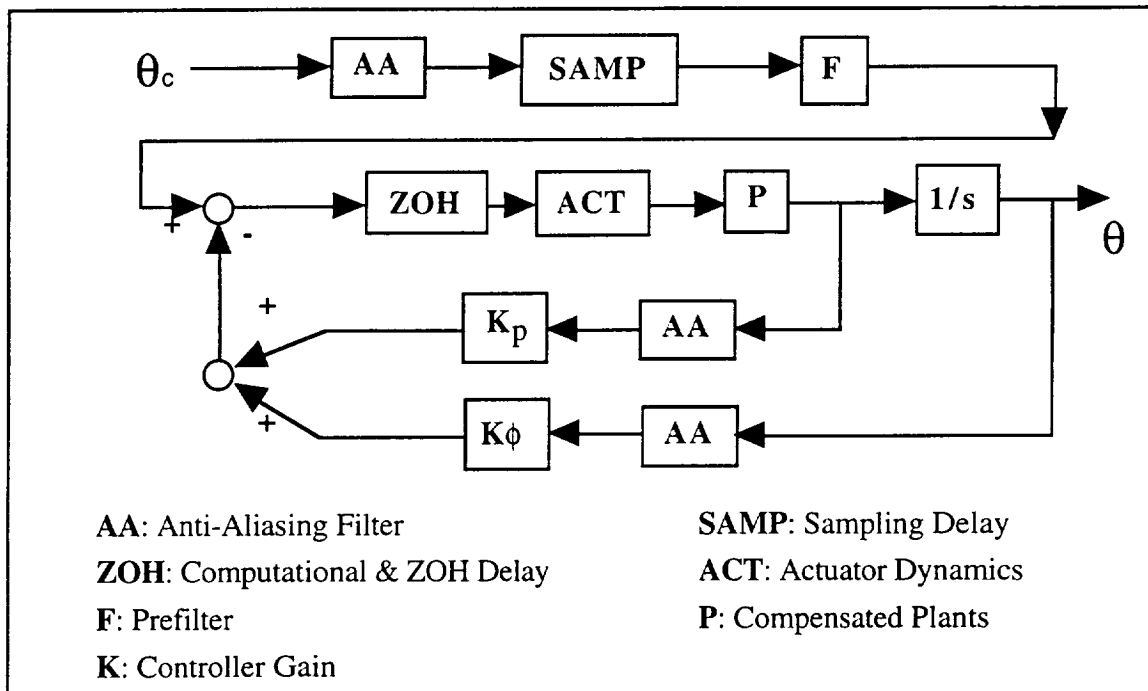 θc AA SAMP F
+ - ZOH ACT P 1/s θ
+ Kp AA
+ Kϕ AA
AA: Anti-Aliasing Filter
SAMP: Sampling Delay
ZOH: Computational & ZOH Delay
ACT: Actuator Dynamics
F: Prefilter
P: Compensated Plants
K: Controller Gain